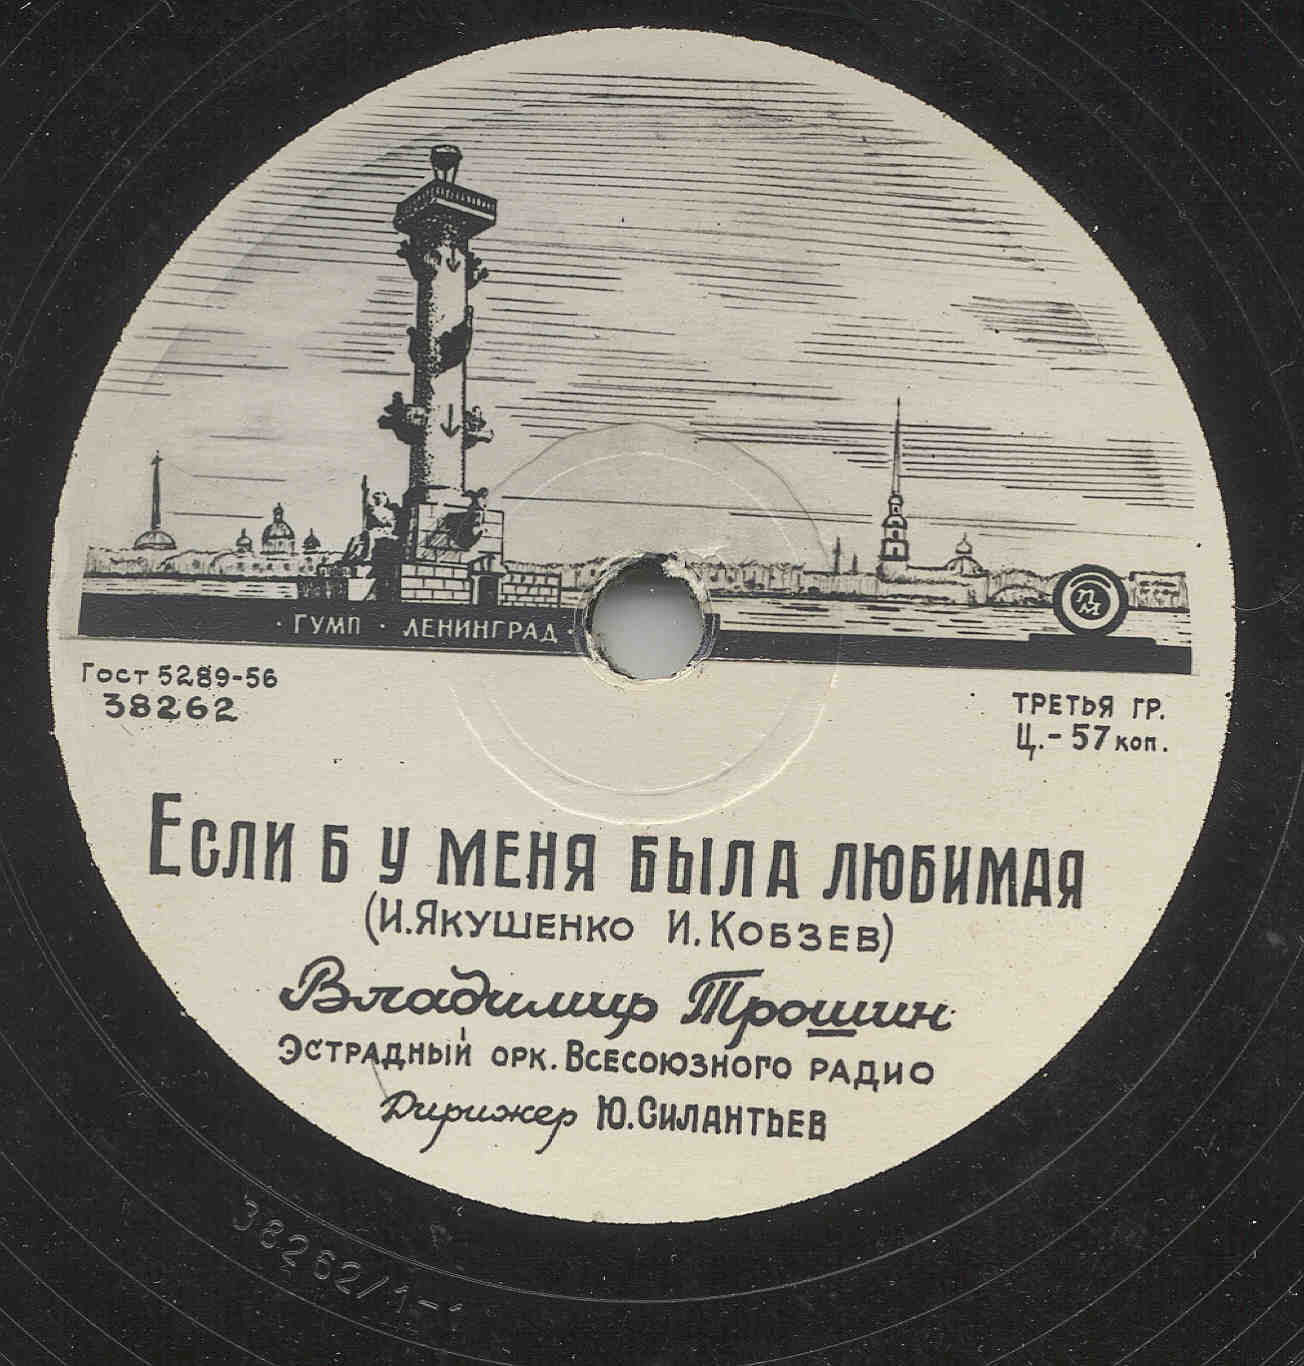 · ГУМП · ЛЕНИНГРАД ·
ПМ
Гост 5289-56
38262
ТРЕТЬЯ ГР.
Ц.- 57 коп.
ЕСЛИ Б У МЕНЯ БЫЛА ЛЮБИМАЯ
(И.ЯКУШЕНКО И.КОБЗЕВ)
Владимир Трошин
ЭСТРАДНЫЙ ОРК. ВСЕСОЮЗНОГО РАДИО
Дирижер Ю.СИЛАНТЬЕВ
38262/1-1